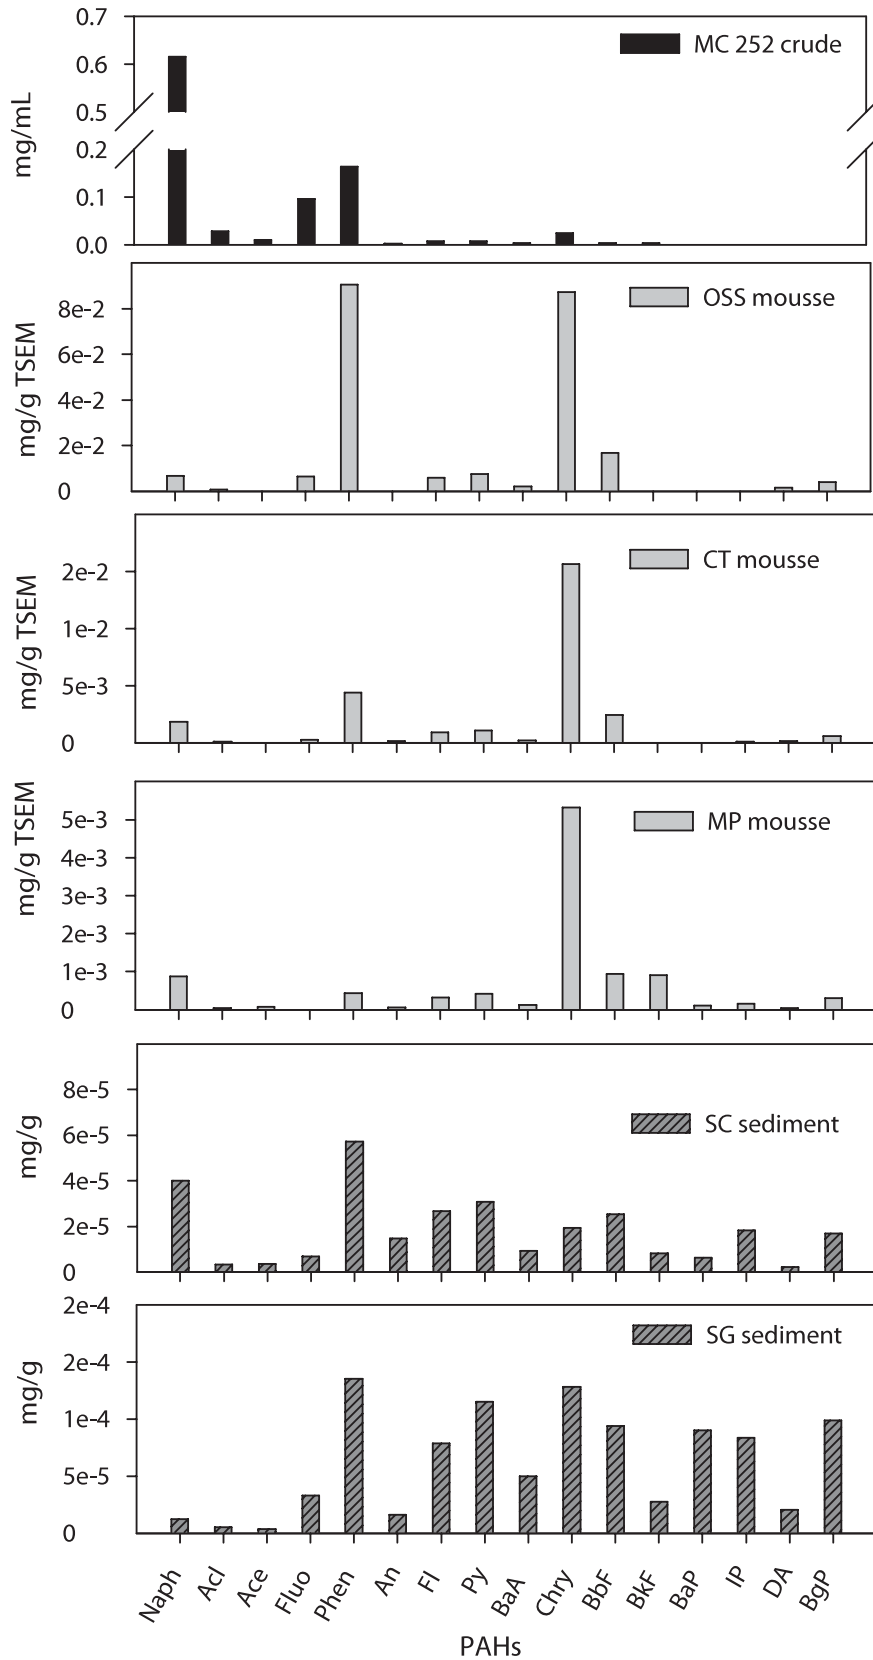 0.7
0.6
0.5
0.2
0.1
0.0
mg/mL
MC 252 crude
8e-2
6e-2
4e-2
2e-2
0
mg/g TSEM
OSS mousse
2e-2
1e-2
5e-3
0
mg/g TSEM
CT mousse
5e-3
4e-3
3e-3
2e-3
1e-3
0
mg/g TSEM
MP mousse
8e-5
6e-5
4e-5
2e-5
0
mg/g
SC sediment
2e-4
2e-4
1e-4
5e-5
0
mg/g
SG sediment
Naph
Acl
Ace
Fluo
Phen
An
Fl
Py
BaA
Chry
BbF
BkF
BaP
IP
DA
BgP
PAHs